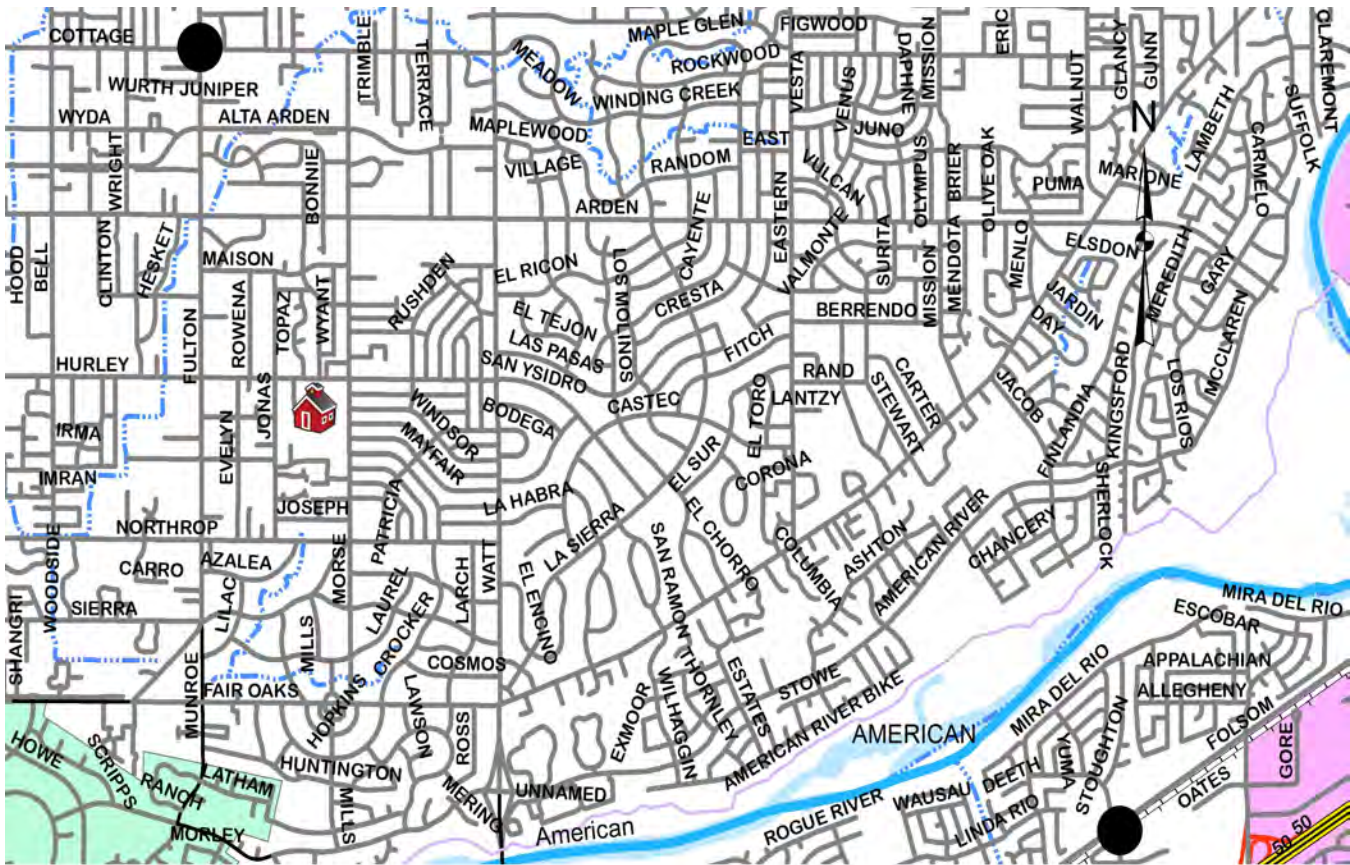 COTTAGE
TRIMBLE
TERRACE
MAPLE GLEN
FIGWOOD
ERIC
GLANCY
GUNN
CLAREMONT
MEADOW
ROCKWOOD
DAPHNE
MISSION
WALNUT
WURTH JUNIPER
WINDING CREEK
VESTA
VENUS
SUFFOLK
WYDA
ALTA ARDEN
MAPLEWOOD
EAST
JUNO
N
LAMBETH
CARMELO
WRIGHT
BONNIE
VILLAGE
RANDOM
VULCAN
OLYMPUS
BRIER
OLIVE OAK
PUMA
MARIONE
ARDEN
EASTERN
HOOD
BELL
CLINTON
HESKET
MAISON
CAYENTE
VALMONTE
SURITA
MISSION
MENDOTA
MENLO
ELSDON
MEREDITH
GARY
RUSHDEN
EL RICON
LOS MOLINOS
CRESTA
JARDIN
DAY
MCCLAREN
FULTON
ROWENA
TOPAZ
WYANT
EL TEJON
LAS PASAS
FITCH
BERRENDO
HURLEY
JONAS
SAN YSIDRO
CASTEC
EL TORO
RAND
LANTZY
STEWART
CARTER
JACOB
KINGSFORD
LOS RIOS
IRMA
EVELYN
WINDSOR
MAYFAIR
BODEGA
FINLANDIA
IMRAN
EL SUR
CORONA
SHERLOCK
JOSEPH
PATRICIA
LA HABRA
LA SIERRA
EL CHORRO
AMERICAN RIVER
CHANCERY
NORTHROP
WOODSIDE
AZALEA
CARRO
MORSE
LAUREL
LARCH
WATT
EL ENCINO
SAN RAMON
COLUMBIA
ASHTON
SHANGRI
SIERRA
LILAC
MILLS
CROCKER
COSMOS
MIRA DEL RIO
ESCOBAR
MUNROE
FAIR OAKS
HOPKINS
LAWSON
ROSS
EXMOOR
WILHAGGIN
THORNLEY
ESTATES
STOWE
AMERICAN RIVER BIKE
MIRA DEL RIO
APPALACHIAN
ALLEGHENY
FOLSOM
AMERICAN
HOWE
SCRIPPS
RANCH
LATHAM
HUNTINGTON
MERING
UNNAMED
YUMA
STOUGHTON
GORE
MORLEY
MILLS
American
ROGUE RIVER
WAUSAU
DEETH
LINDA RIO
OATES
50 50